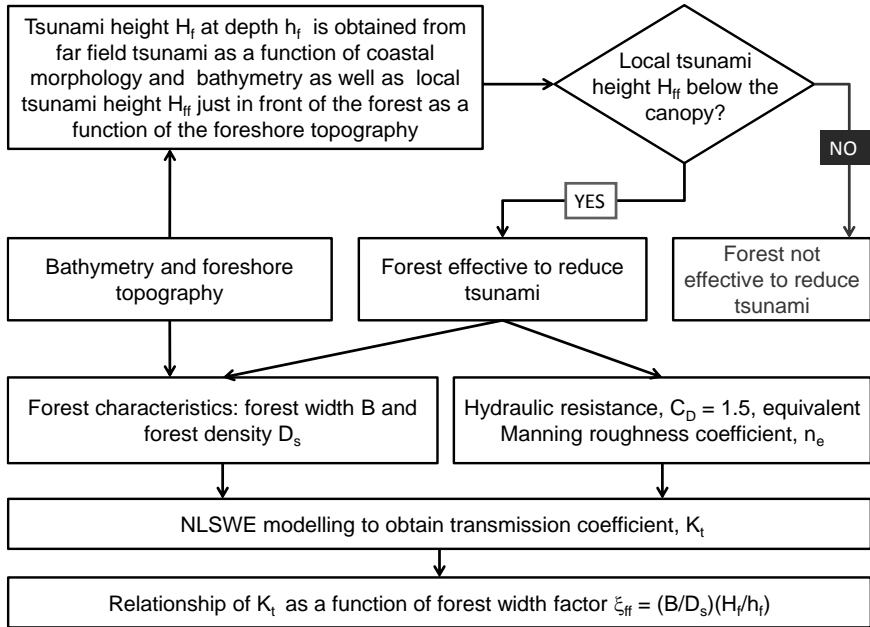 Tsunami height H_f at depth h_f is obtained from
far field tsunami as a function of coastal
morphology and bathymetry as well as local
tsunami height H_ff just in front of the forest as a
function of the foreshore topography
Local tsunami
height H_ff below the
canopy?
NO
YES
Bathymetry and foreshore
topography
Forest effective to reduce
tsunami
Forest not
effective to reduce
tsunami
Forest characteristics: forest width B and
forest density D_s
Hydraulic resistance, C_D = 1.5, equivalent
Manning roughness coefficient, n_e
NLSWE modelling to obtain transmission coefficient, K_t
Relationship of K_t as a function of forest width factor ξ_ff = (B/D_s)(H_f/h_f)